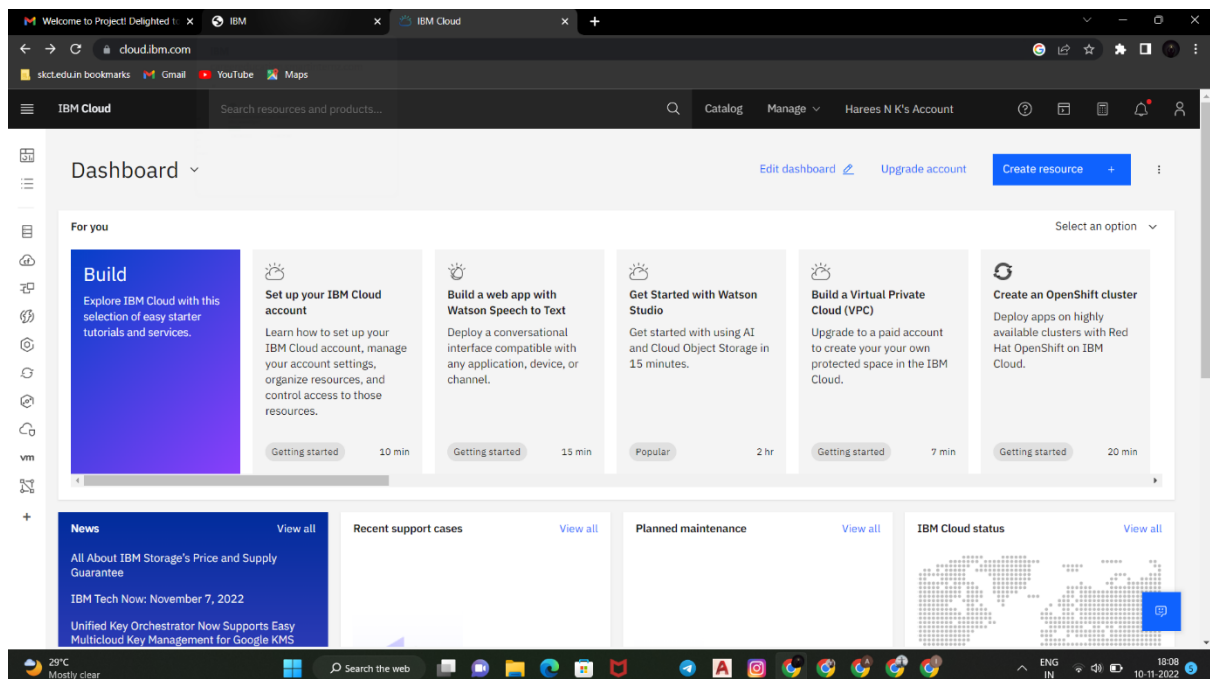 Welcome to Project! Delighted to
IBM
IBM Cloud
cloud.ibm.com
skct.edu.in bookmarks
Gmail
YouTube
Maps
IBM Cloud
Search resources and products...
Catalog
Manage
Harees N K's Account
Dashboard
Edit dashboard
Upgrade account
Create resource +
For you
Select an option
Build
Explore IBM Cloud with this
selection of easy starter
tutorials and services.
Set up your IBM Cloud
account
Learn how to set up your
IBM Cloud account, manage
your account settings,
organize resources, and
control access to those
resources.
Getting started
10 min
Build a web app with
Watson Speech to Text
Deploy a conversational
interface compatible with
any application, device, or
channel.
Getting started
15 min
Get Started with Watson
Studio
Get started with using AI
and Cloud Object Storage in
15 minutes.
Popular
2 hr
Build a Virtual Private
Cloud (VPC)
Upgrade to a paid account
to create your your own
protected space in the IBM
Cloud.
Getting started
7 min
Create an OpenShift cluster
Deploy apps on highly
available clusters with Red
Hat OpenShift on IBM
Cloud.
Getting started
20 min
vm
News
View all
All About IBM Storage's Price and Supply
Guarantee
IBM Tech Now: November 7, 2022
Unified Key Orchestrator Now Supports Easy
Multicloud Key Management for Google KMS
Recent support cases
View all
Planned maintenance
View all
IBM Cloud status
View all
29°C
Mostly clear
Search the web
ENG
IN
18:08
10-11-2022
5